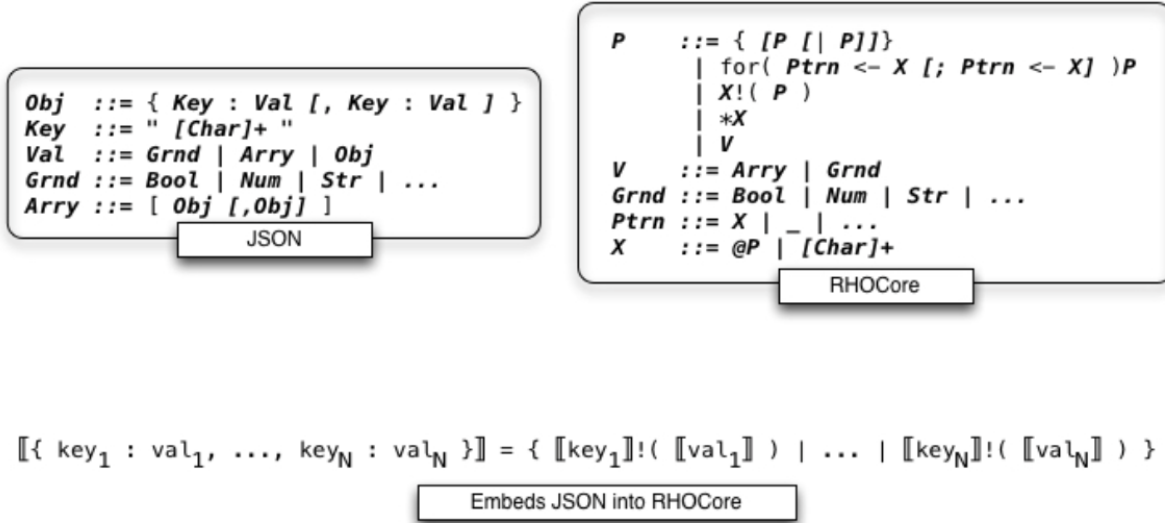 Obj ::= { Key : Val [, Key : Val ] }
Key ::= " [Char]+ "
Val ::= Grnd | Arry | Obj
Grnd ::= Bool | Num | Str | ...
Arry ::= [ Obj [,Obj] ]
JSON
P ::= { [P [| P]]}
| for( Ptrn <- X [; Ptrn <- X] )P
| X!( P )
| *X
| V
V ::= Arry | Grnd
Grnd ::= Bool | Num | Str | ...
Ptrn ::= X | _ | ...
X ::= @P | [Char]+
RHOCore
⟦{ key1 : val1, ..., keyN : valN }⟧ = { ⟦key1⟧!( ⟦val1⟧ ) | ... | ⟦keyN⟧!( ⟦valN⟧ ) }
Embeds JSON into RHOCore